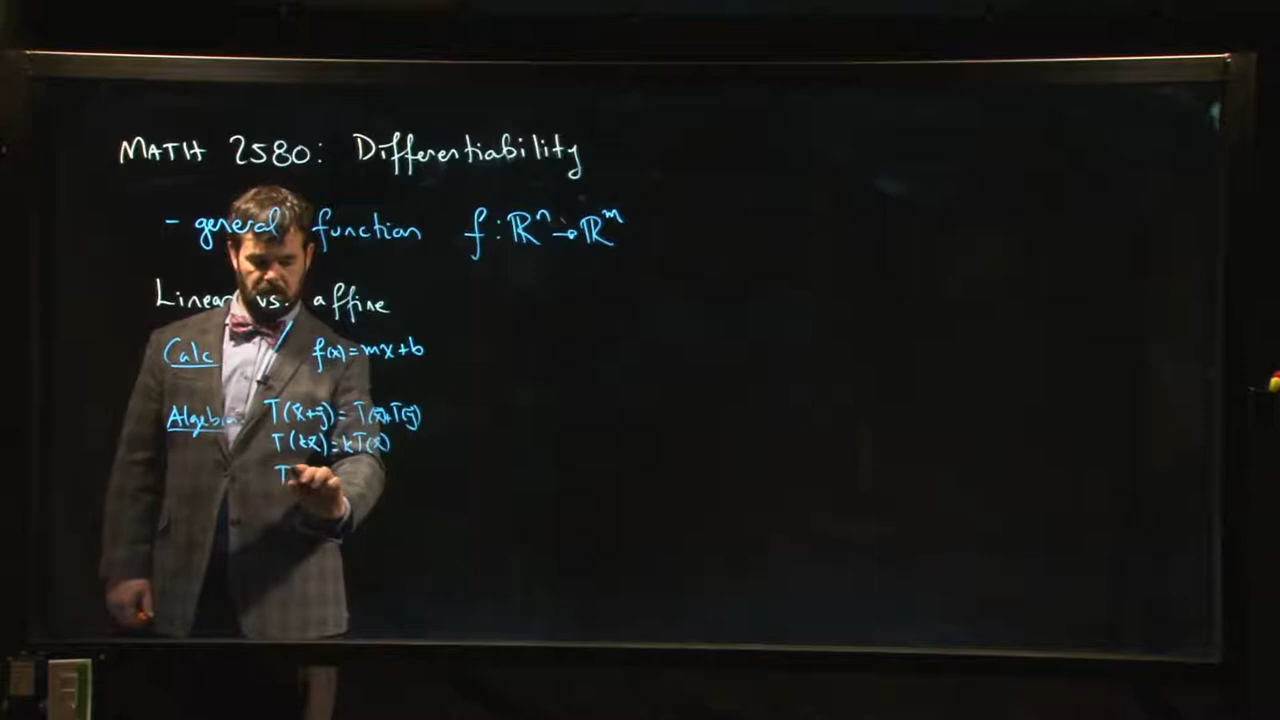 MATH 2580: Differentiability
- general function f: ℝⁿ → ℝᵐ
Linear vs. affine
Calc f(x) = mx + b
Algebra: T(x⃗+y⃗) = T(x⃗)+T(y⃗)
T(kx⃗) = kT(x⃗)
T